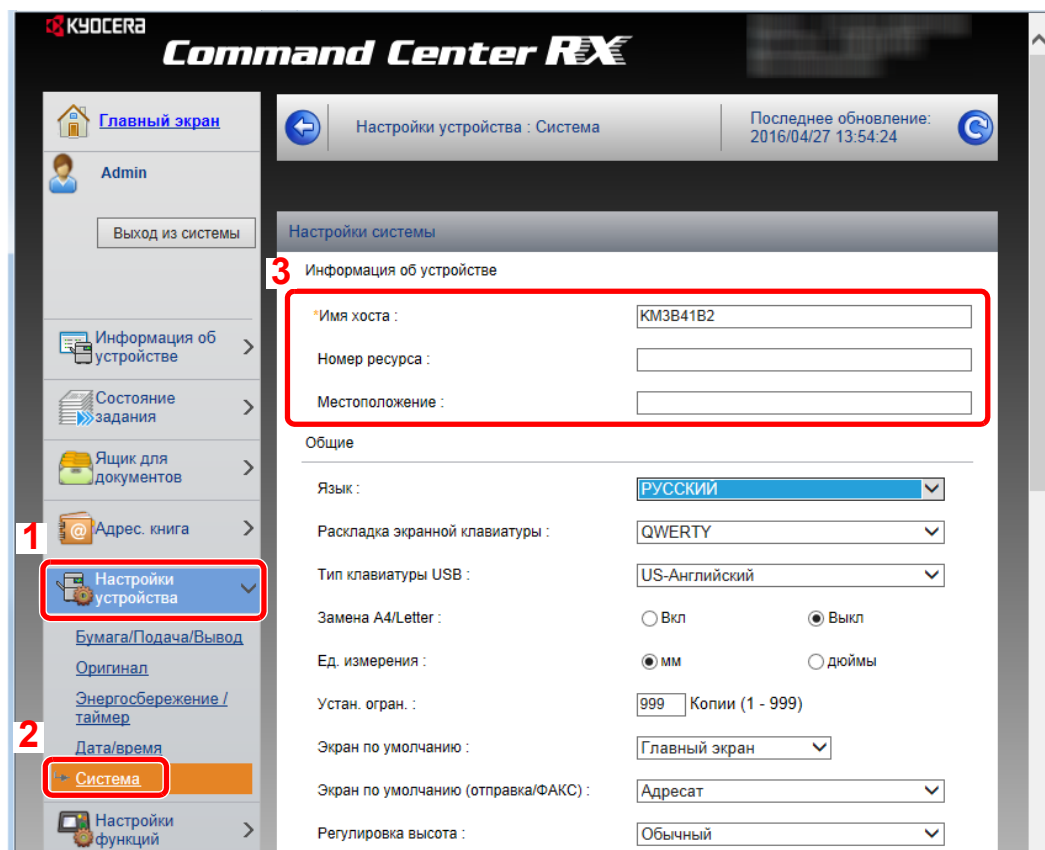 KYOCERA
Command Center RX
Главный экран
Admin
Выход из системы
Информация об
устройстве
Состояние
задания
Ящик для
документов
1
Адрес. книга
Настройки
устройства
Бумага/Подача/Вывод
Оригинал
Энергосбережение /
таймер
2
Дата/время
Система
Настройки
функций
Настройки устройства : Система
Последнее обновление:
2016/04/27 13:54:24
Настройки системы
3
Информация об устройстве
*Имя хоста : KM3B41B2
Номер ресурса :
Местоположение :
Общие
Язык : РУССКИЙ
Раскладка экранной клавиатуры : QWERTY
Тип клавиатуры USB : US-Английский
Замена A4/Letter : Вкл Выкл
Ед. измерения : мм дюймы
Устан. огран. : 999 Копии (1 - 999)
Экран по умолчанию : Главный экран
Экран по умолчанию (отправка/ФАКС) : Адресат
Регулировка высота : Обычный